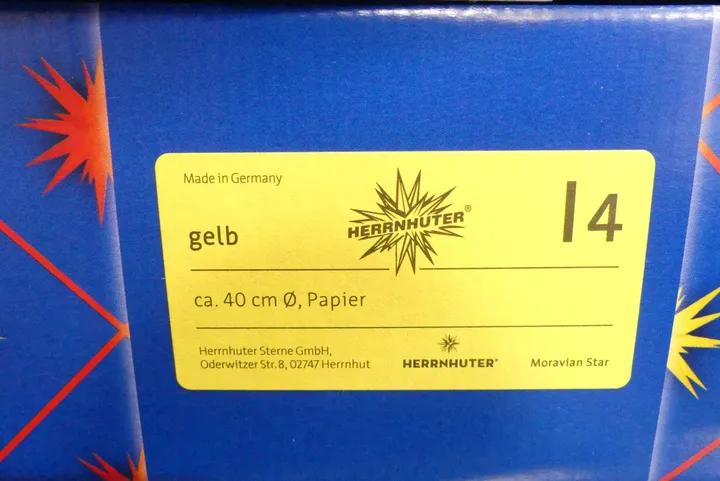 Made in Germany
gelb
HERRNHUTER®
I4
ca. 40 cm Ø, Papier
Herrnhuter Sterne GmbH,
Oderwitzer Str. 8, 02747 Herrnhut
HERRNHUTER®
Moravian Star